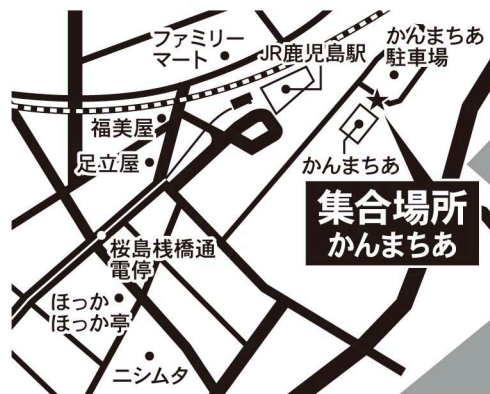 ファミリー
マート
JR鹿児島駅
かんまちあ
駐車場
福美屋
足立屋
かんまちあ
集合場所
かんまちあ
桜島桟橋通
電停
ほっか
ほっか亭
ニシムタ